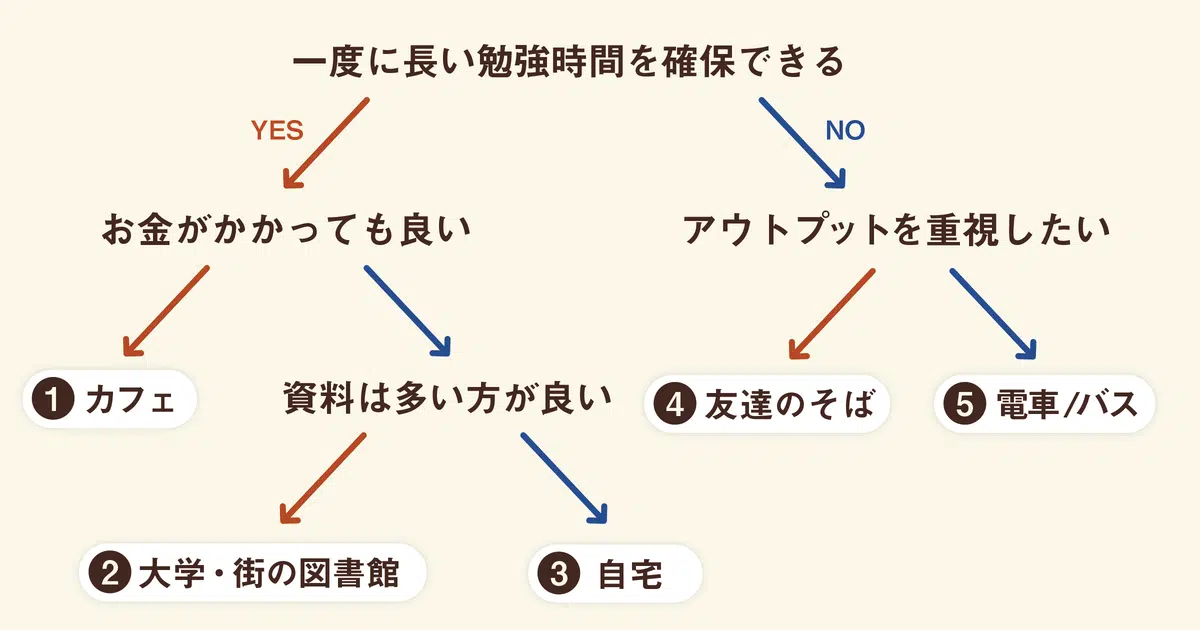 一度に長い勉強時間を確保できる
YES
NO
お金がかかっても良い
アウトプットを重視したい
1 カフェ
資料は多い方が良い
4 友達のそば
5 電車/バス
2 大学・街の図書館
3 自宅